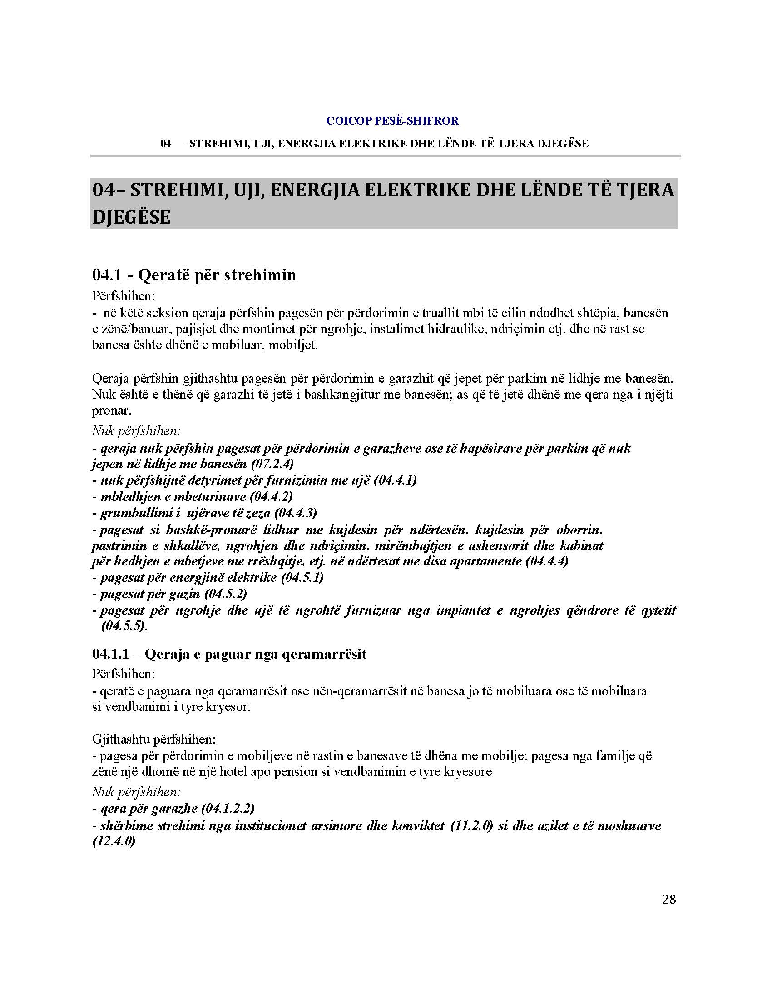 COICOP PESË-SHIFROR
04 - STREHIMI, UJI, ENERGJIA ELEKTRIKE DHE LËNDE TË TJERA DJEGËSE
04– STREHIMI, UJI, ENERGJIA ELEKTRIKE DHE LËNDE TË TJERA
DJEGËSE
04.1 - Qeratë për strehimin
Përfshihen:
- në këtë seksion qeraja përfshin pagesën për përdorimin e truallit mbi të cilin ndodhet shtëpia, banesën
e zënë/banuar, pajisjet dhe montimet për ngrohje, instalimet hidraulike, ndriçimin etj. dhe në rast se
banesa ështe dhënë e mobiluar, mobiljet.
Qeraja përfshin gjithashtu pagesën për përdorimin e garazhit që jepet për parkim në lidhje me banesën.
Nuk është e thënë që garazhi të jetë i bashkangjitur me banesën; as që të jetë dhënë me qera nga i njëjti
pronar.
Nuk përfshihen:
- qeraja nuk përfshin pagesat për përdorimin e garazheve ose të hapësirave për parkim që nuk
jepen në lidhje me banesën (07.2.4)
- nuk përfshijnë detyrimet për furnizimin me ujë (04.4.1)
- mbledhjen e mbeturinave (04.4.2)
- grumbullimi i ujërave të zeza (04.4.3)
- pagesat si bashkë-pronarë lidhur me kujdesin për ndërtesën, kujdesin për oborrin,
pastrimin e shkallëve, ngrohjen dhe ndriçimin, mirëmbajtjen e ashensorit dhe kabinat
për hedhjen e mbetjeve me rrëshqitje, etj. në ndërtesat me disa apartamente (04.4.4)
- pagesat për energjinë elektrike (04.5.1)
- pagesat për gazin (04.5.2)
- pagesat për ngrohje dhe ujë të ngrohtë furnizuar nga impiantet e ngrohjes qëndrore të qytetit
(04.5.5).
04.1.1 – Qeraja e paguar nga qeramarrësit
Përfshihen:
- qeratë e paguara nga qeramarrësit ose nën-qeramarrësit në banesa jo të mobiluara ose të mobiluara
si vendbanimi i tyre kryesor.
Gjithashtu përfshihen:
- pagesa për përdorimin e mobiljeve në rastin e banesave të dhëna me mobilje; pagesa nga familje që
zënë një dhomë në një hotel apo pension si vendbanimin e tyre kryesore
Nuk përfshihen:
- qera për garazhe (04.1.2.2)
- shërbime strehimi nga institucionet arsimore dhe konviktet (11.2.0) si dhe azilet e të moshuarve
(12.4.0)
28